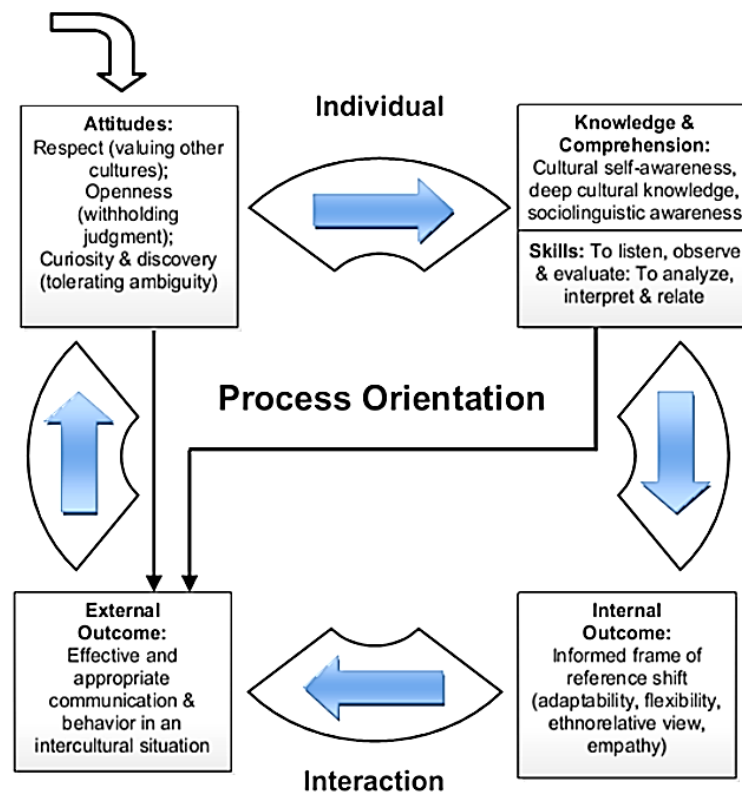 Individual
Attitudes:
Respect (valuing other
cultures);
Openness
(withholding
judgment);
Curiosity & discovery
(tolerating ambiguity)
Knowledge &
Comprehension:
Cultural self-awareness,
deep cultural knowledge,
sociolinguistic awareness
Skills: To listen, observe
& evaluate: To analyze,
interpret & relate
Process Orientation
External
Outcome:
Effective and
appropriate
communication &
behavior in an
intercultural situation
Internal
Outcome:
Informed frame of
reference shift
(adaptability, flexibility,
ethnorelative view,
empathy)
Interaction